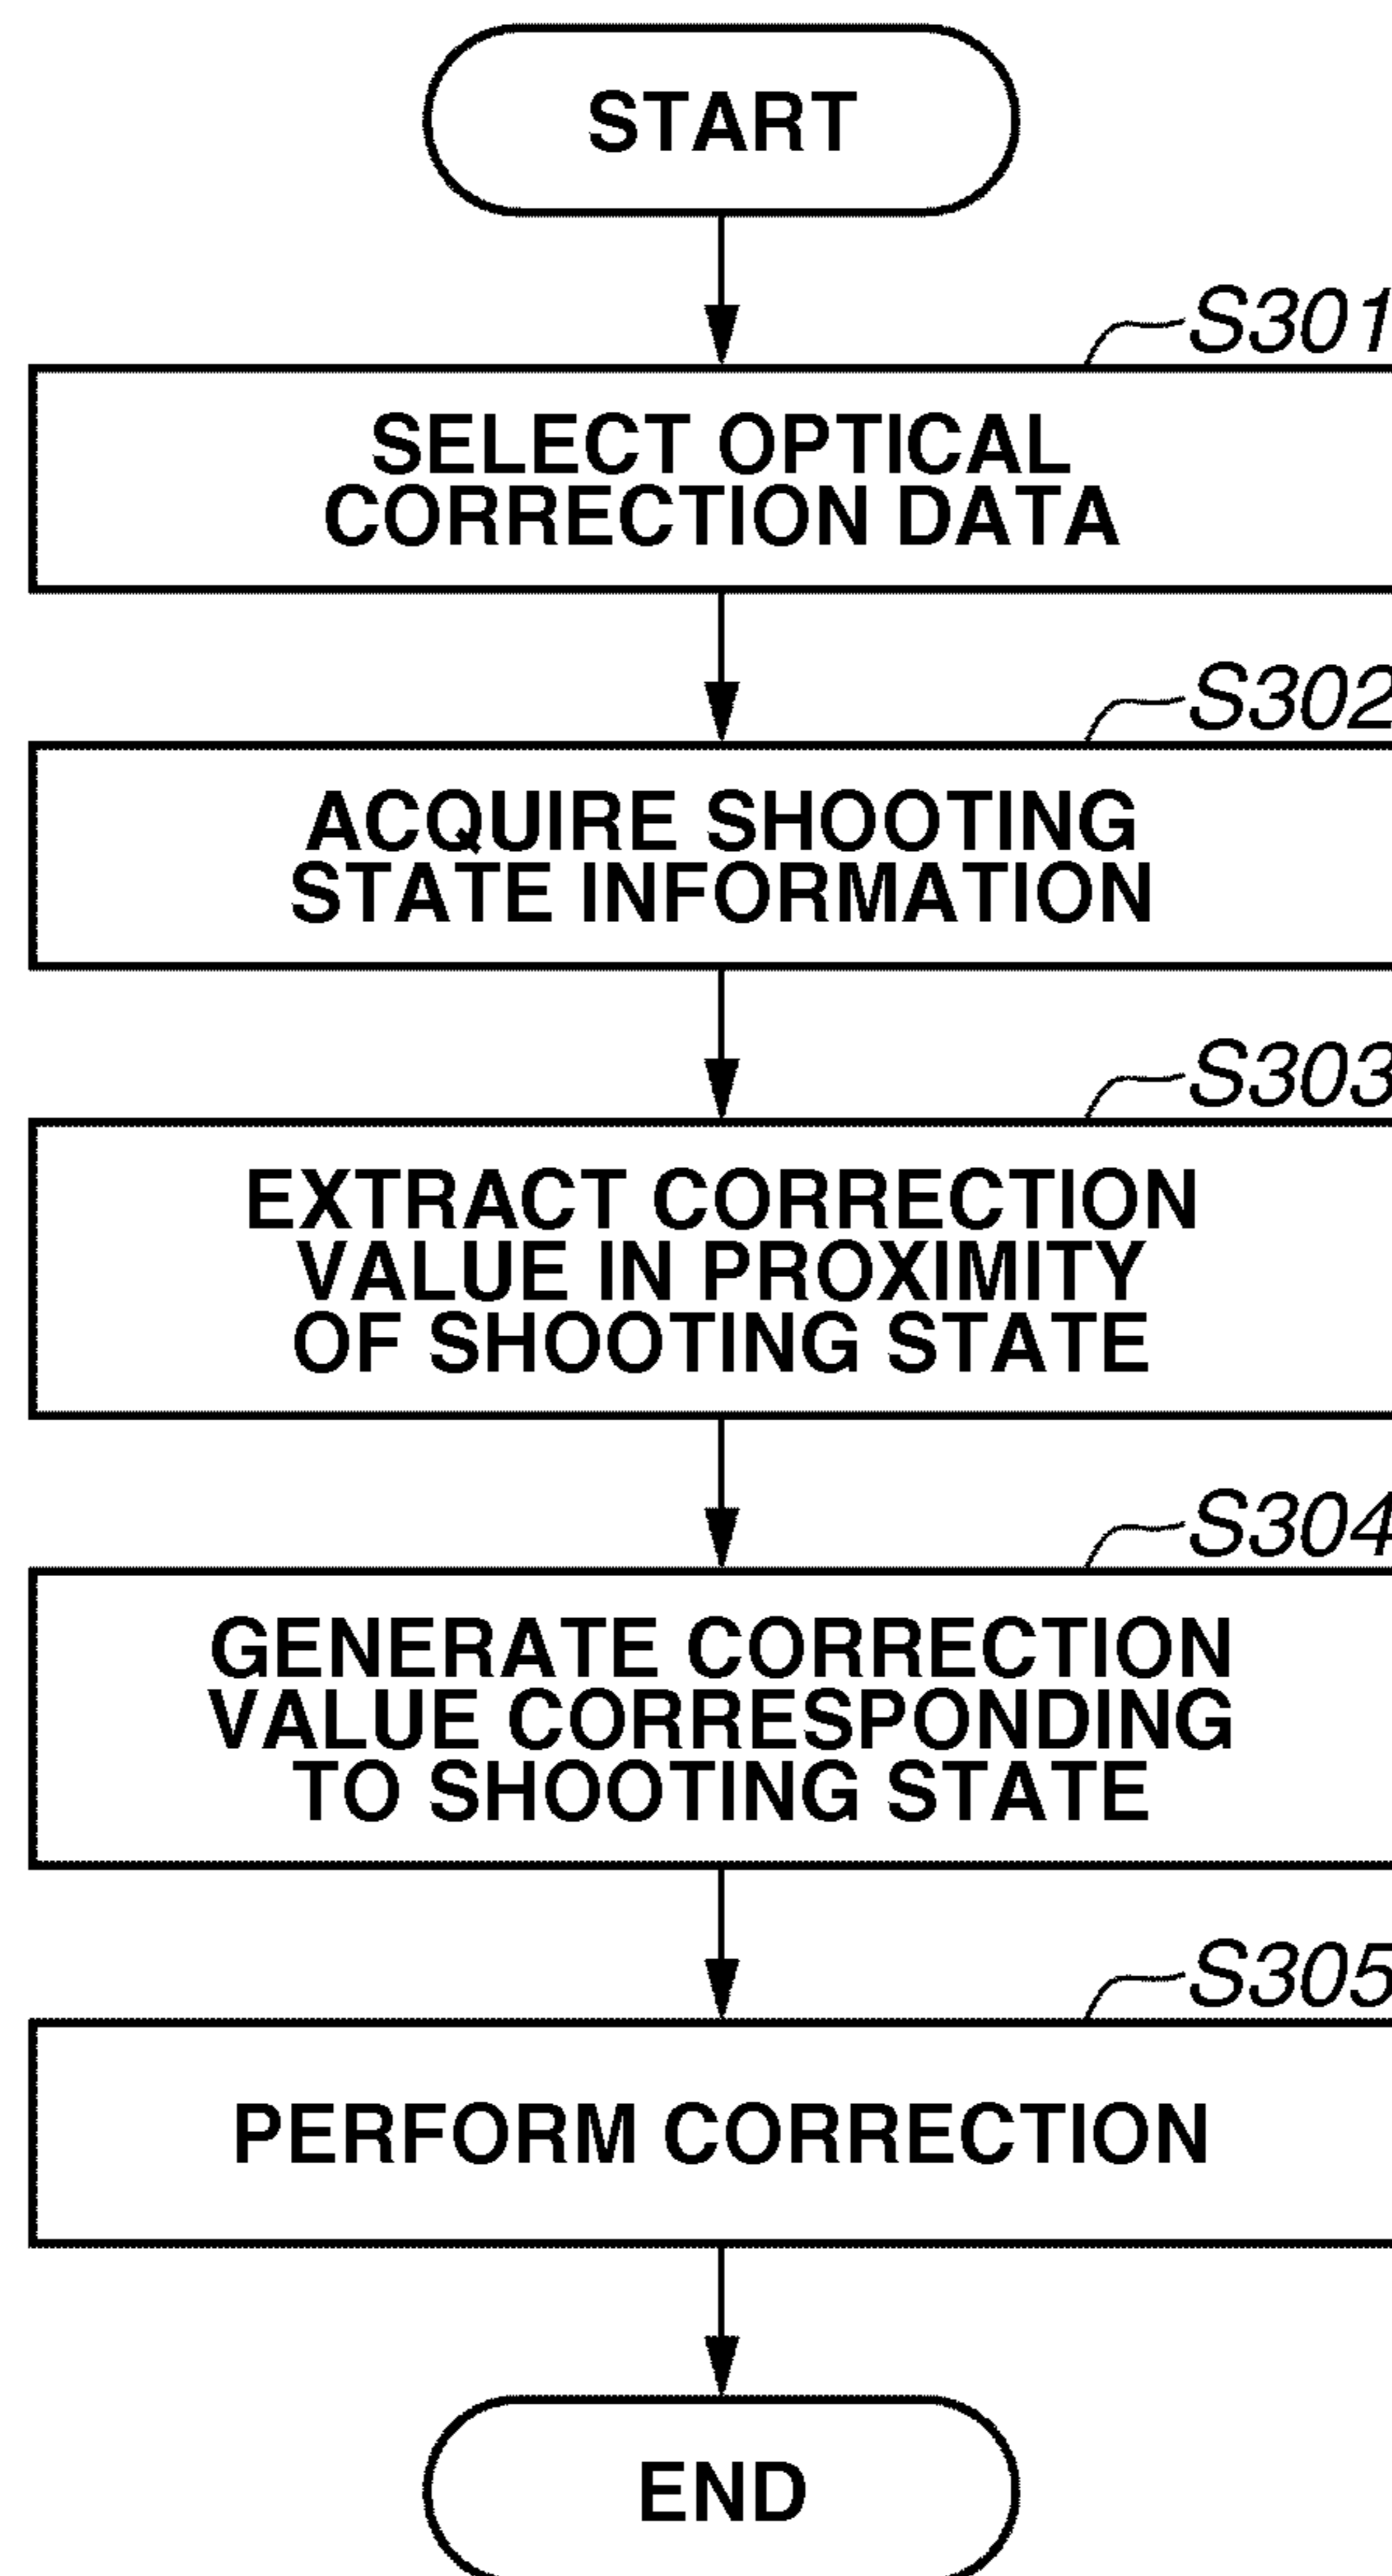 START
S301
SELECT OPTICAL
CORRECTION DATA
S302
ACQUIRE SHOOTING
STATE INFORMATION
S303
EXTRACT CORRECTION
VALUE IN PROXIMITY
OF SHOOTING STATE
S304
GENERATE CORRECTION
VALUE CORRESPONDING
TO SHOOTING STATE
S305
PERFORM CORRECTION
END